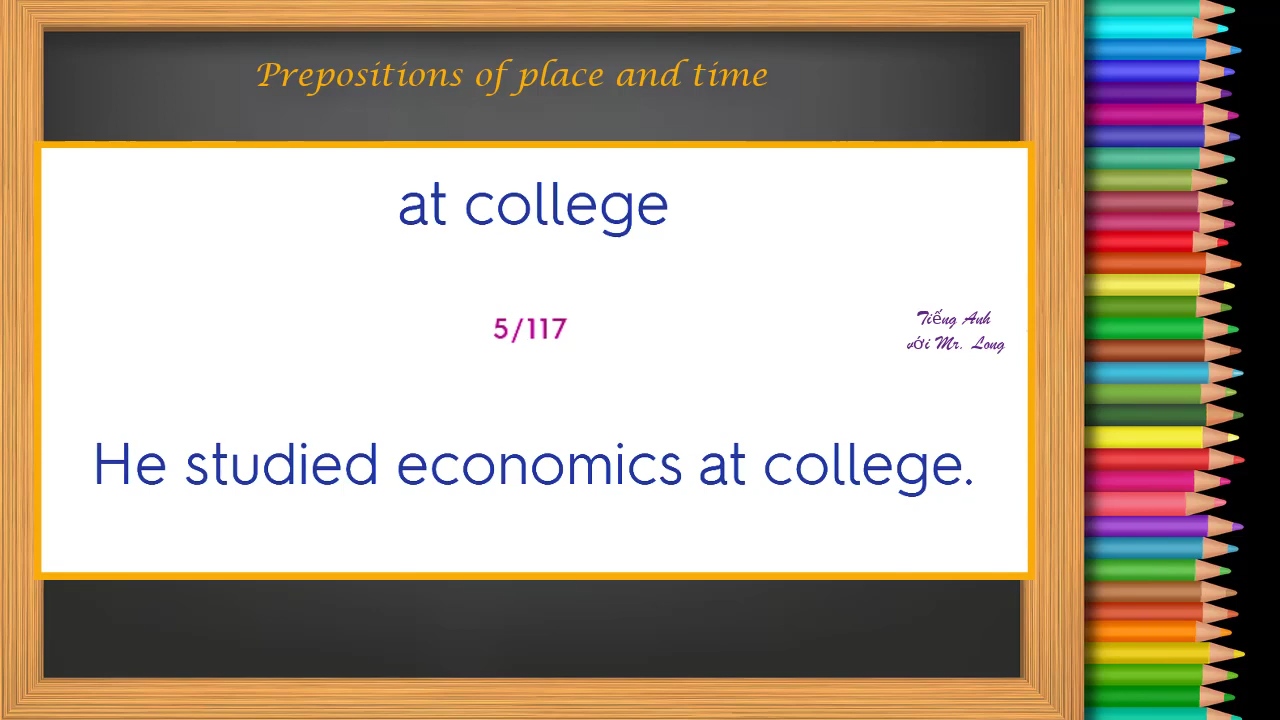 Prepositions of place and time
at college
5/117
Tiếng Anh
với Mr. Long
He studied economics at college.